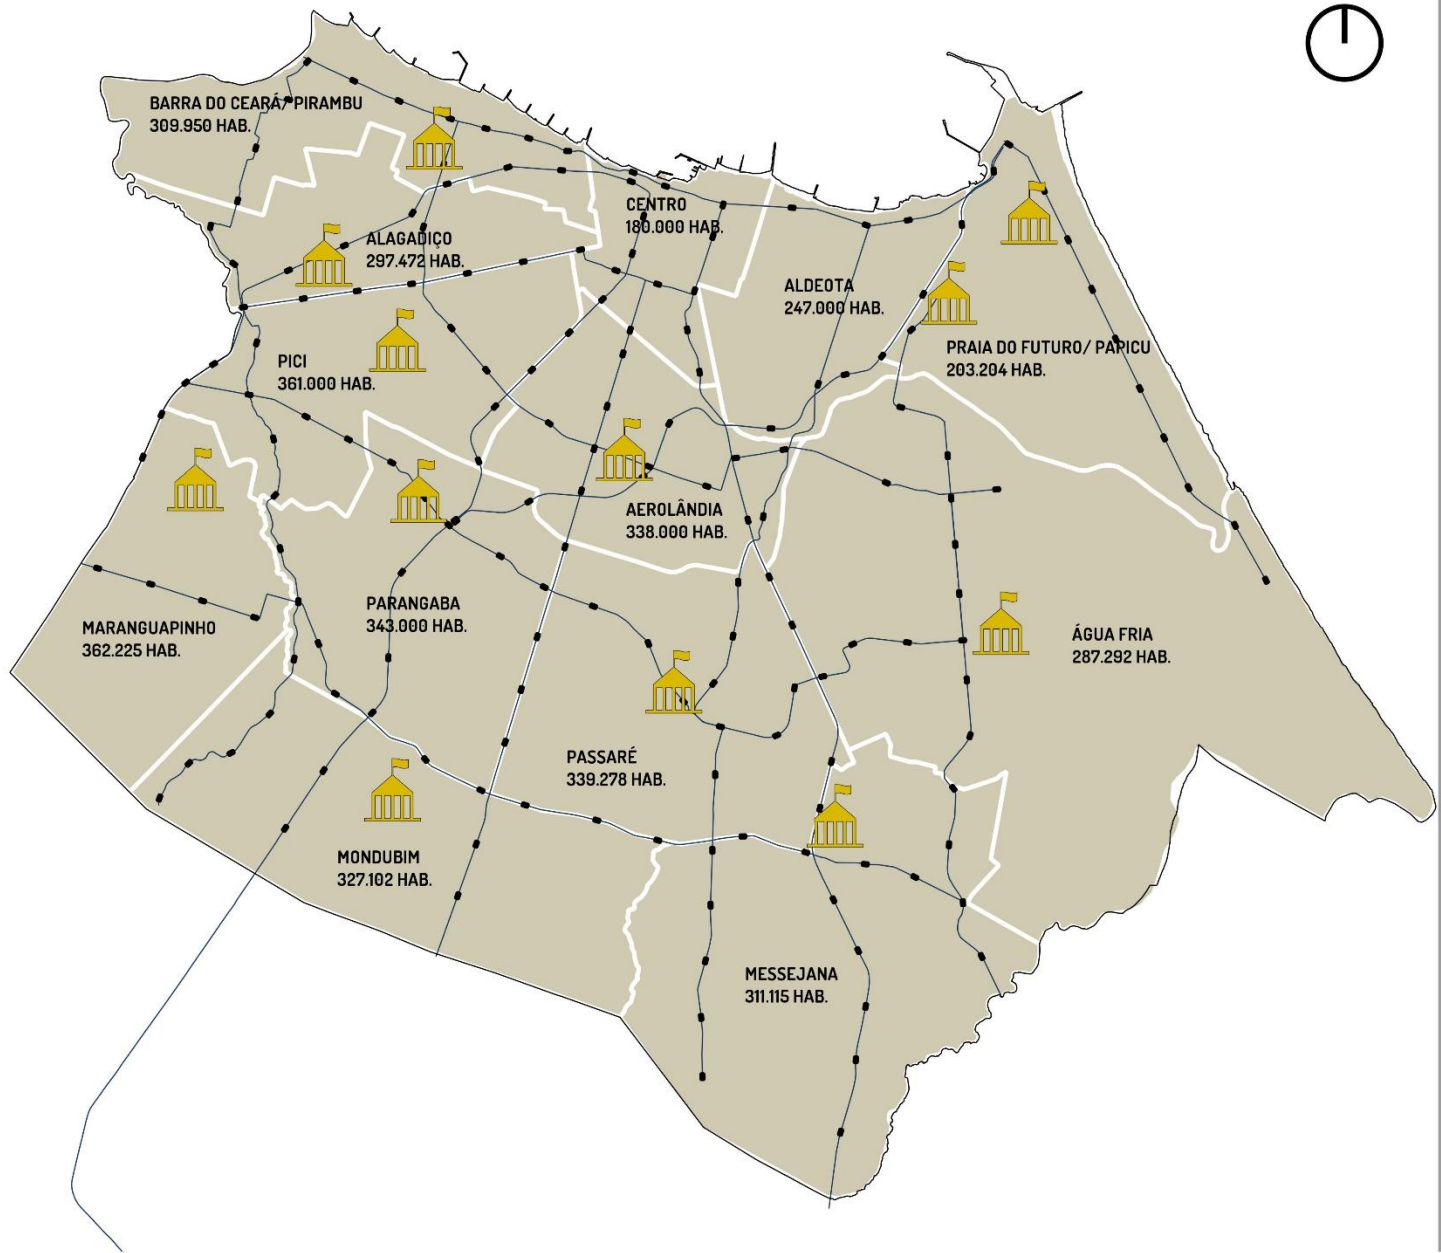 BARRA DO CEARÁ/ PIRAMBU
309.950 HAB.
CENTRO
180.000 HAB.
ALAGADIÇO
297.472 HAB.
ALDEOTA
247.000 HAB.
PRAIA DO FUTURO/ PAPICU
203.204 HAB.
PICI
361.000 HAB.
AEROLÂNDIA
338.000 HAB.
PARANGABA
343.000 HAB.
MARANGUAPINHO
362.225 HAB.
ÁGUA FRIA
287.292 HAB.
PASSARÉ
339.278 HAB.
MONDUBIM
327.102 HAB.
MESSEJANA
311.115 HAB.